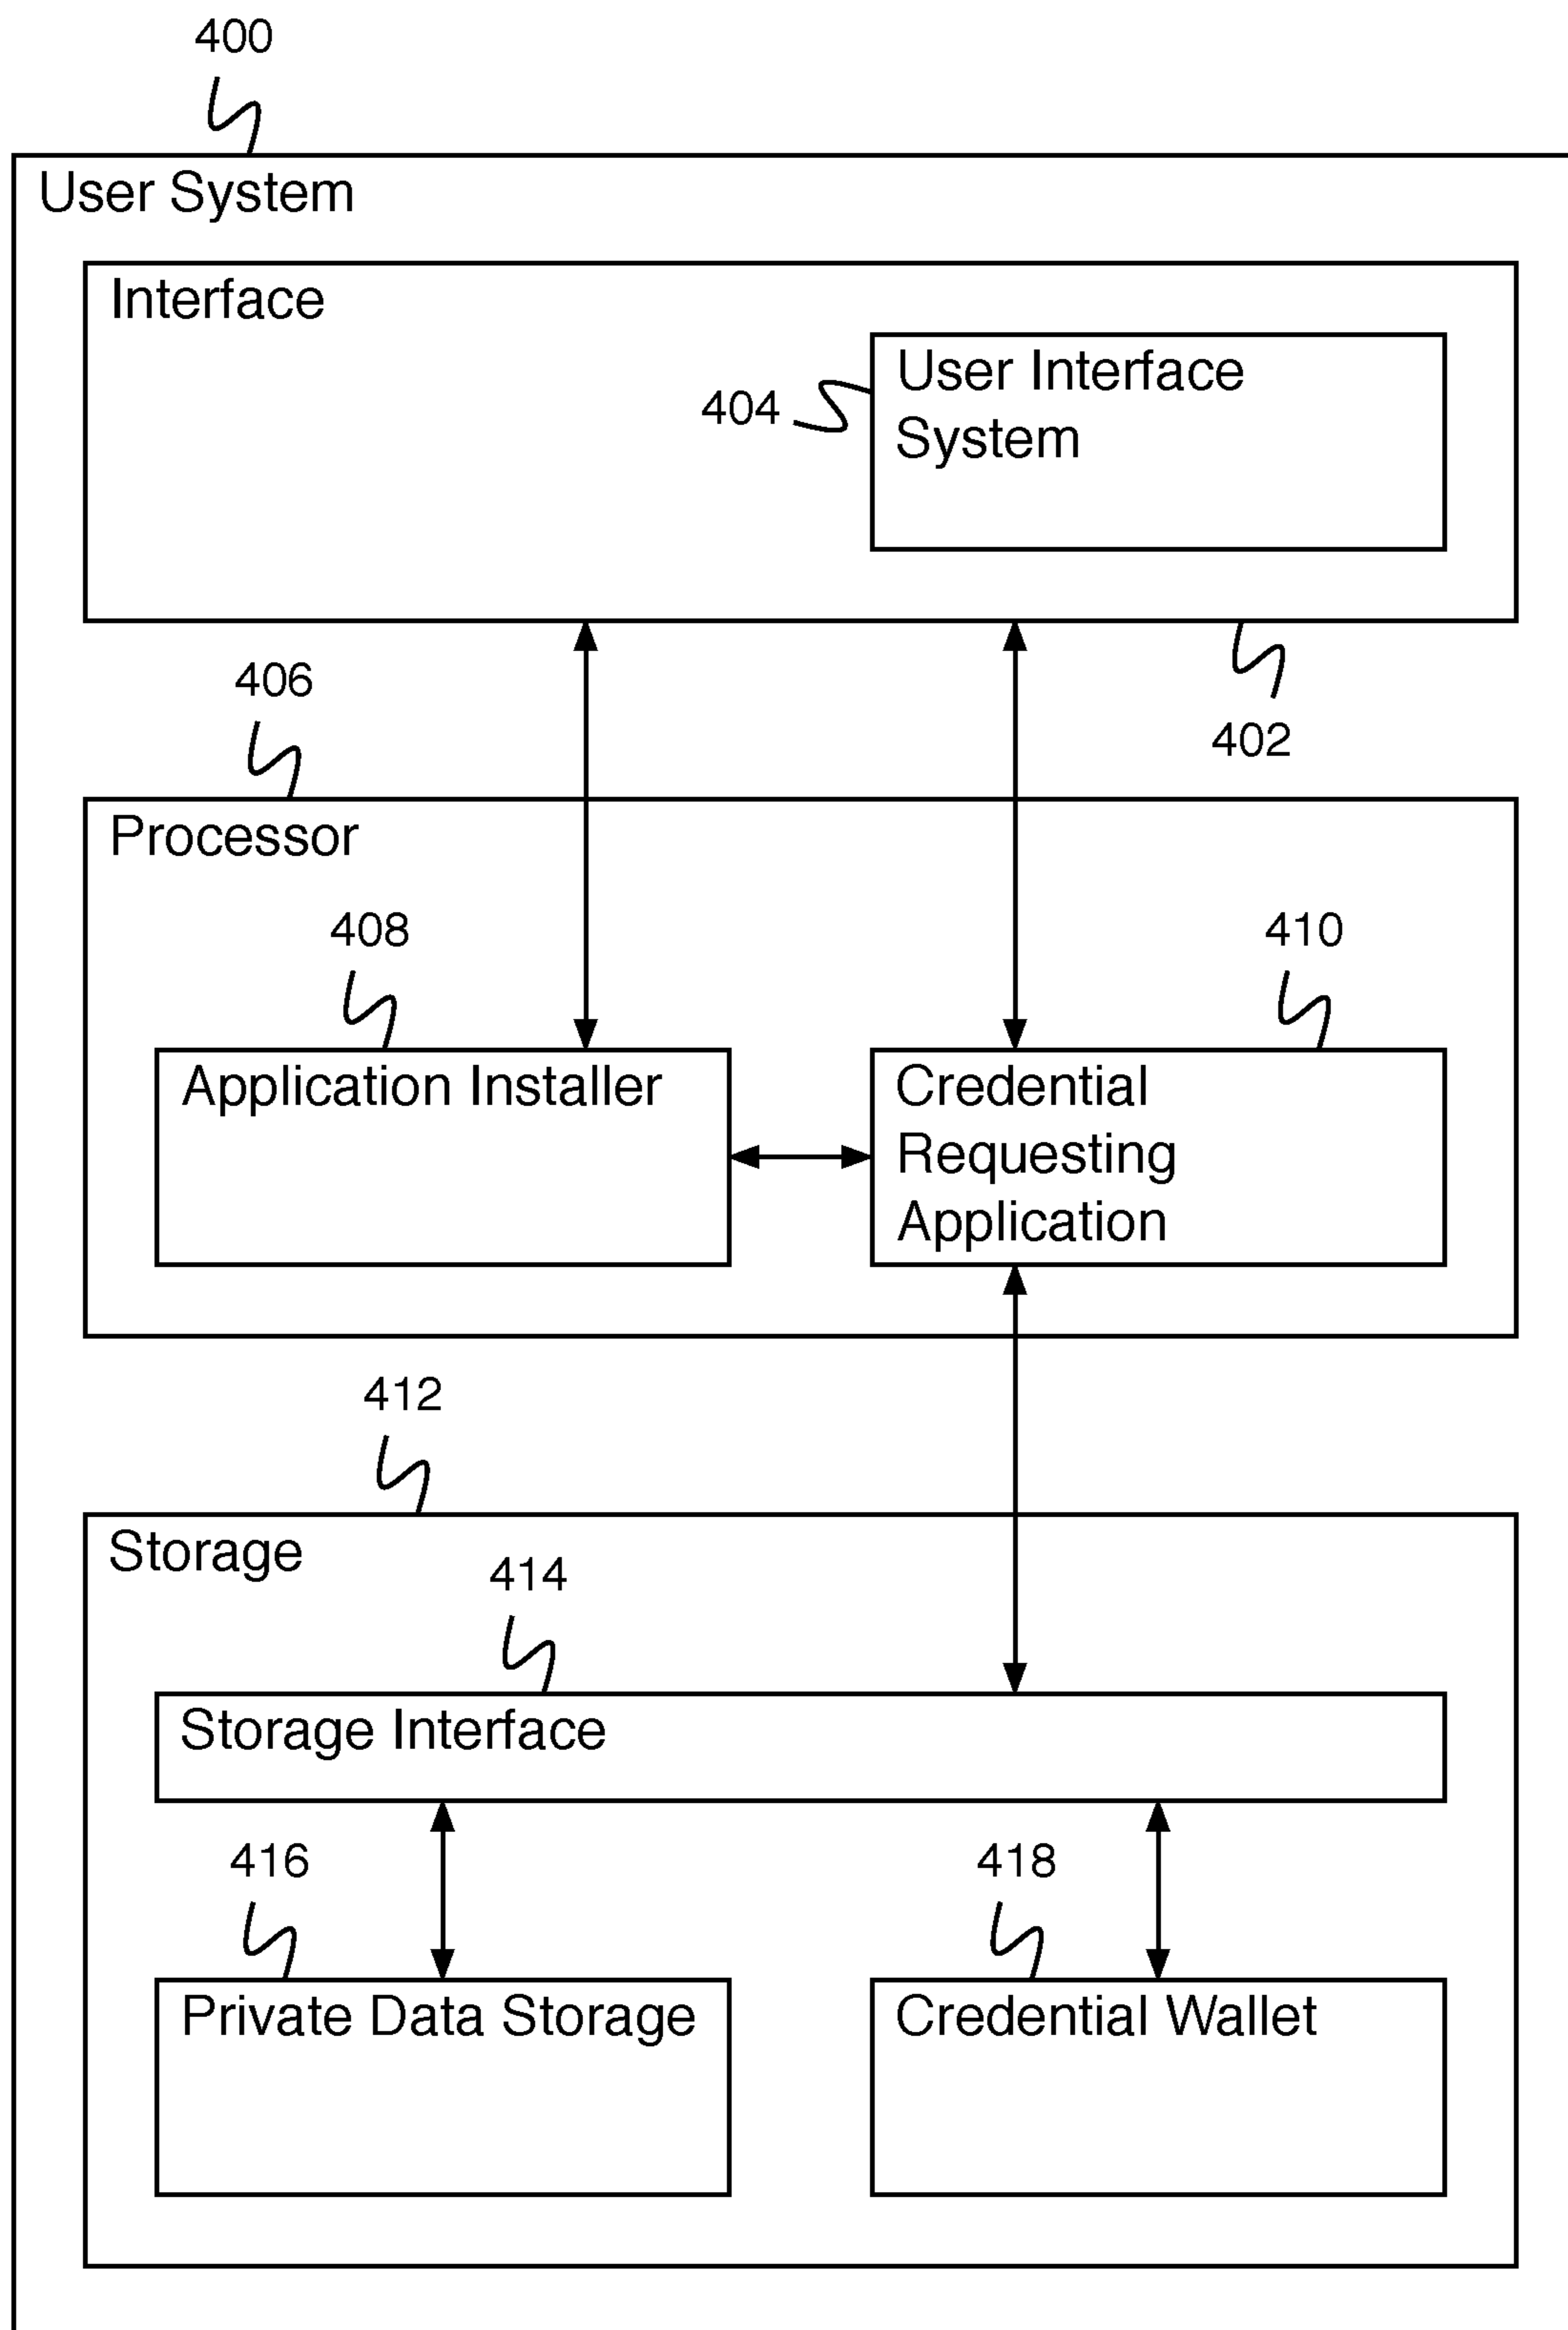 400
User System
Interface
User Interface
System
404
402
406
Processor
408
410
Application Installer
Credential
Requesting
Application
412
Storage
414
Storage Interface
416
418
Private Data Storage
Credential Wallet